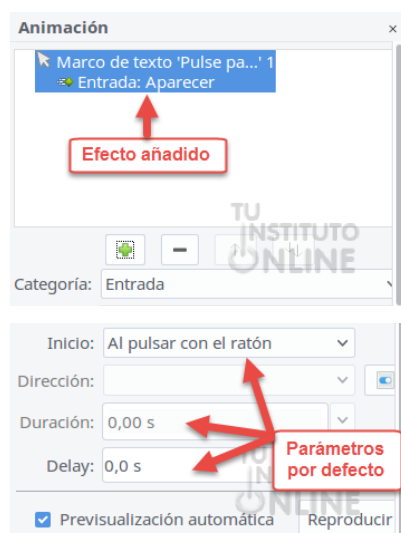 Animación ×
Marco de texto 'Pulse pa...' 1
Entrada: Aparecer
Efecto añadido
TU
INSTITUTO
ONLINE
Categoría: Entrada
Inicio: Al pulsar con el ratón
Dirección:
Duración: 0,00 s
Parámetros
por defecto
Delay: 0,0 s
ONLINE
Previsualización automática Reproducir